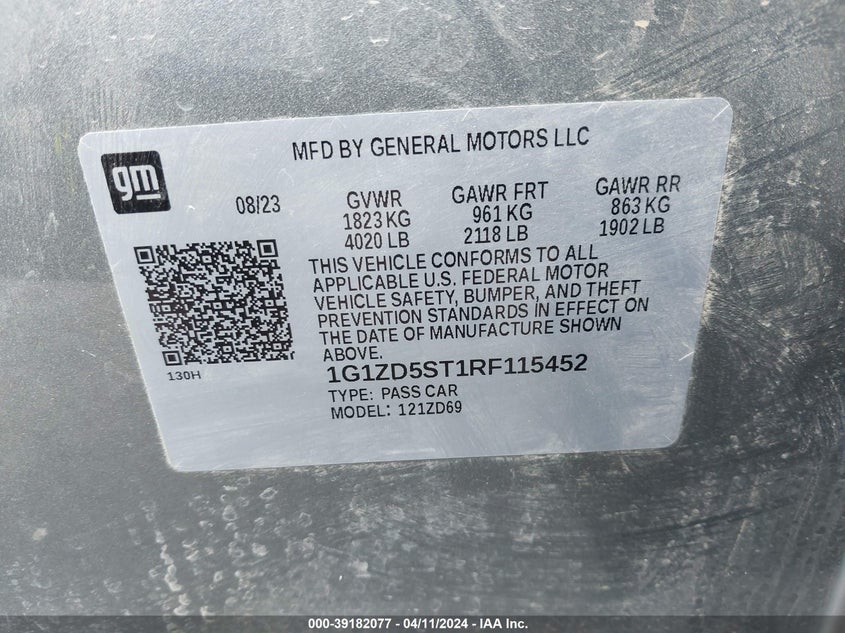 MFD BY GENERAL MOTORS LLC
gm
08/23
GVWR
1823 KG
4020 LB
GAWR FRT
961 KG
2118 LB
GAWR RR
863 KG
1902 LB
THIS VEHICLE CONFORMS TO ALL
APPLICABLE U.S. FEDERAL MOTOR
VEHICLE SAFETY, BUMPER, AND THEFT
PREVENTION STANDARDS IN EFFECT ON
THE DATE OF MANUFACTURE SHOWN
ABOVE.
130H
1G1ZD5ST1RF115452
TYPE: PASS CAR
MODEL: 121ZD69
000-39182077 - 04/11/2024 - IAA Inc.